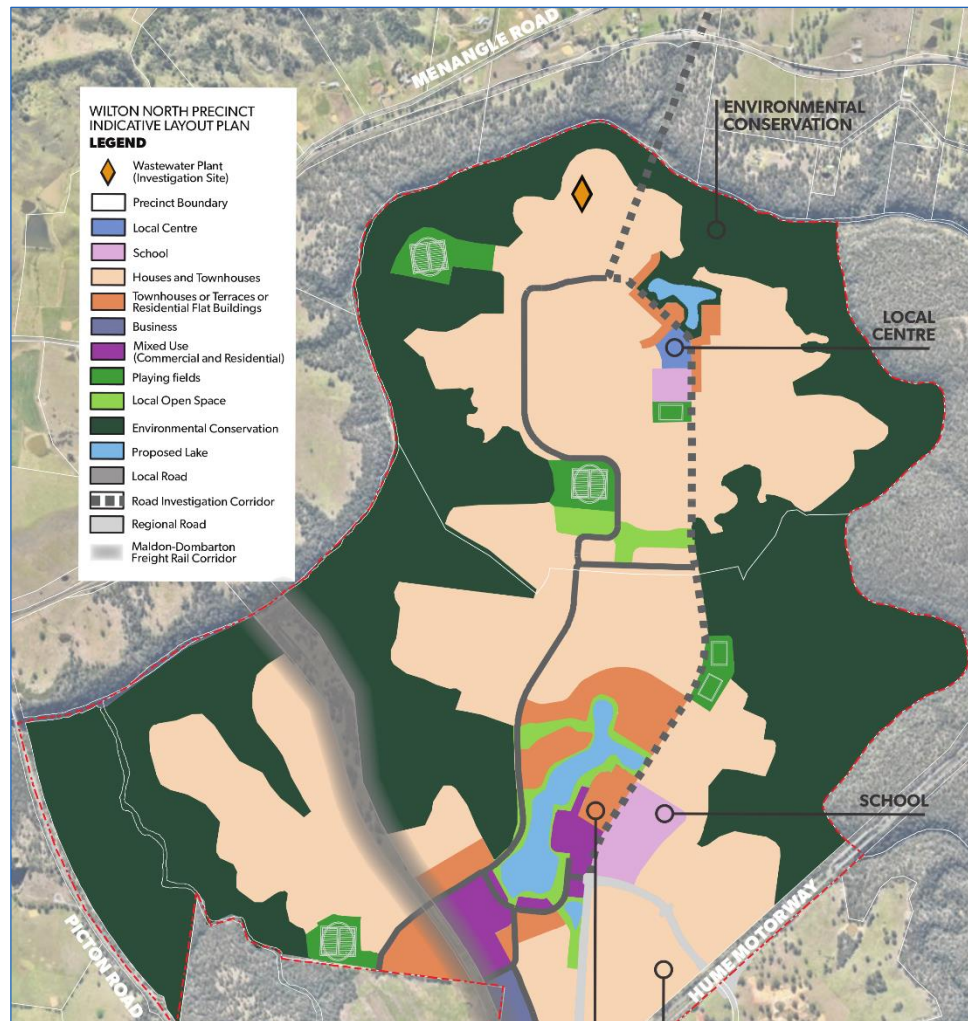 MENANGLE ROAD
WILTON NORTH PRECINCT
INDICATIVE LAYOUT PLAN
LEGEND
Wastewater Plant
(Investigation Site)
Precinct Boundary
Local Centre
School
Houses and Townhouses
Townhouses or Terraces or
Residential Flat Buildings
Business
Mixed Use
(Commercial and Residential)
Playing fields
Local Open Space
Environmental Conservation
Proposed Lake
Local Road
Road Investigation Corridor
Regional Road
Maldon-Dombarton
Freight Rail Corridor
ENVIRONMENTAL
CONSERVATION
LOCAL
CENTRE
SCHOOL
PICTON ROAD
HUME MOTORWAY